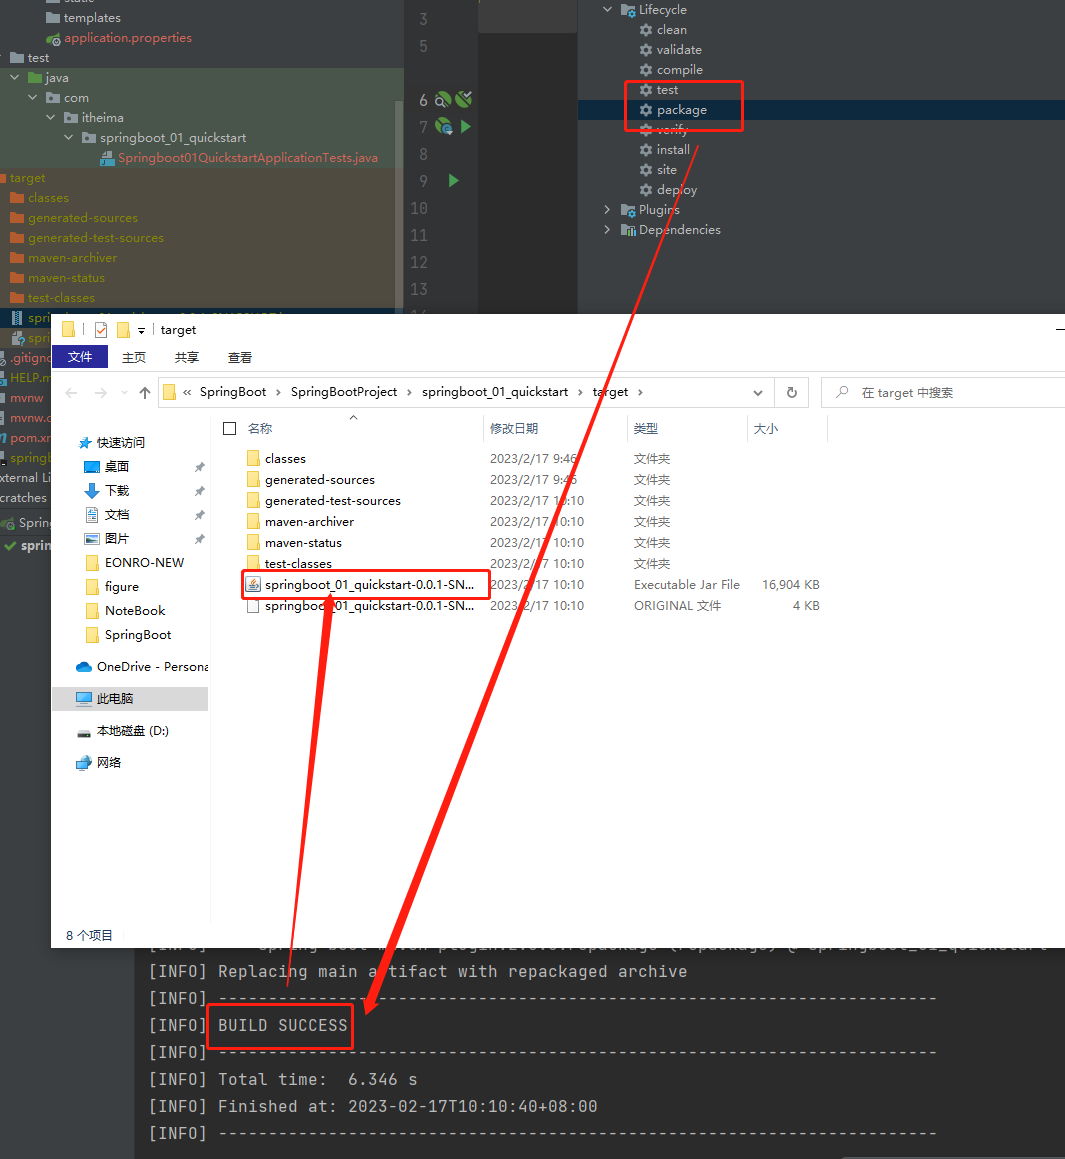 templates
application.properties
test
java
com
itheima
springboot_01_quickstart
Springboot01QuickstartApplicationTests.java
target
classes
generated-sources
generated-test-sources
maven-archiver
maven-status
test-classes
3
5
6
7
8
9
10
11
12
13
Lifecycle
clean
validate
compile
test
package
verify
install
site
deploy
Plugins
Dependencies
.gitigno
HELP.m
mvnw
mvnw.c
pom.xm
springb
xternal Li
cratches
Spring
sprin
target
文件
主页
共享
查看
« SpringBoot › SpringBootProject › springboot_01_quickstart › target ›
在 target 中搜索
快速访问
桌面
下载
文档
图片
EONRO-NEW
figure
NoteBook
SpringBoot
OneDrive - Persona
此电脑
本地磁盘 (D:)
网络
名称 修改日期 类型 大小
classes 2023/2/17 9:46 文件夹
generated-sources 2023/2/17 9:46 文件夹
generated-test-sources 2023/2/17 10:10 文件夹
maven-archiver 2023/2/17 10:10 文件夹
maven-status 2023/2/17 10:10 文件夹
test-classes 2023/2/17 10:10 文件夹
springboot_01_quickstart-0.0.1-SN... 2023/2/17 10:10 Executable Jar File 16,904 KB
springboot_01_quickstart-0.0.1-SN... 2023/2/17 10:10 ORIGINAL 文件 4 KB
8 个项目
[INFO] Replacing main artifact with repackaged archive
[INFO] ------------------------------------------------------------------------
[INFO] BUILD SUCCESS
[INFO] ------------------------------------------------------------------------
[INFO] Total time:  6.346 s
[INFO] Finished at: 2023-02-17T10:10:40+08:00
[INFO] ------------------------------------------------------------------------